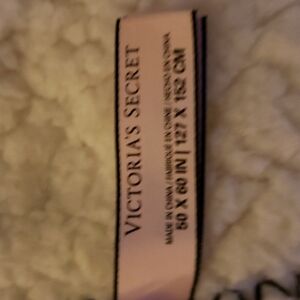 VICTORIA'S SECRET
MADE IN CHINA / FABRIQUÉ EN CHINE / HECHO EN CHINA
50 X 60 IN | 127 X 152 CM